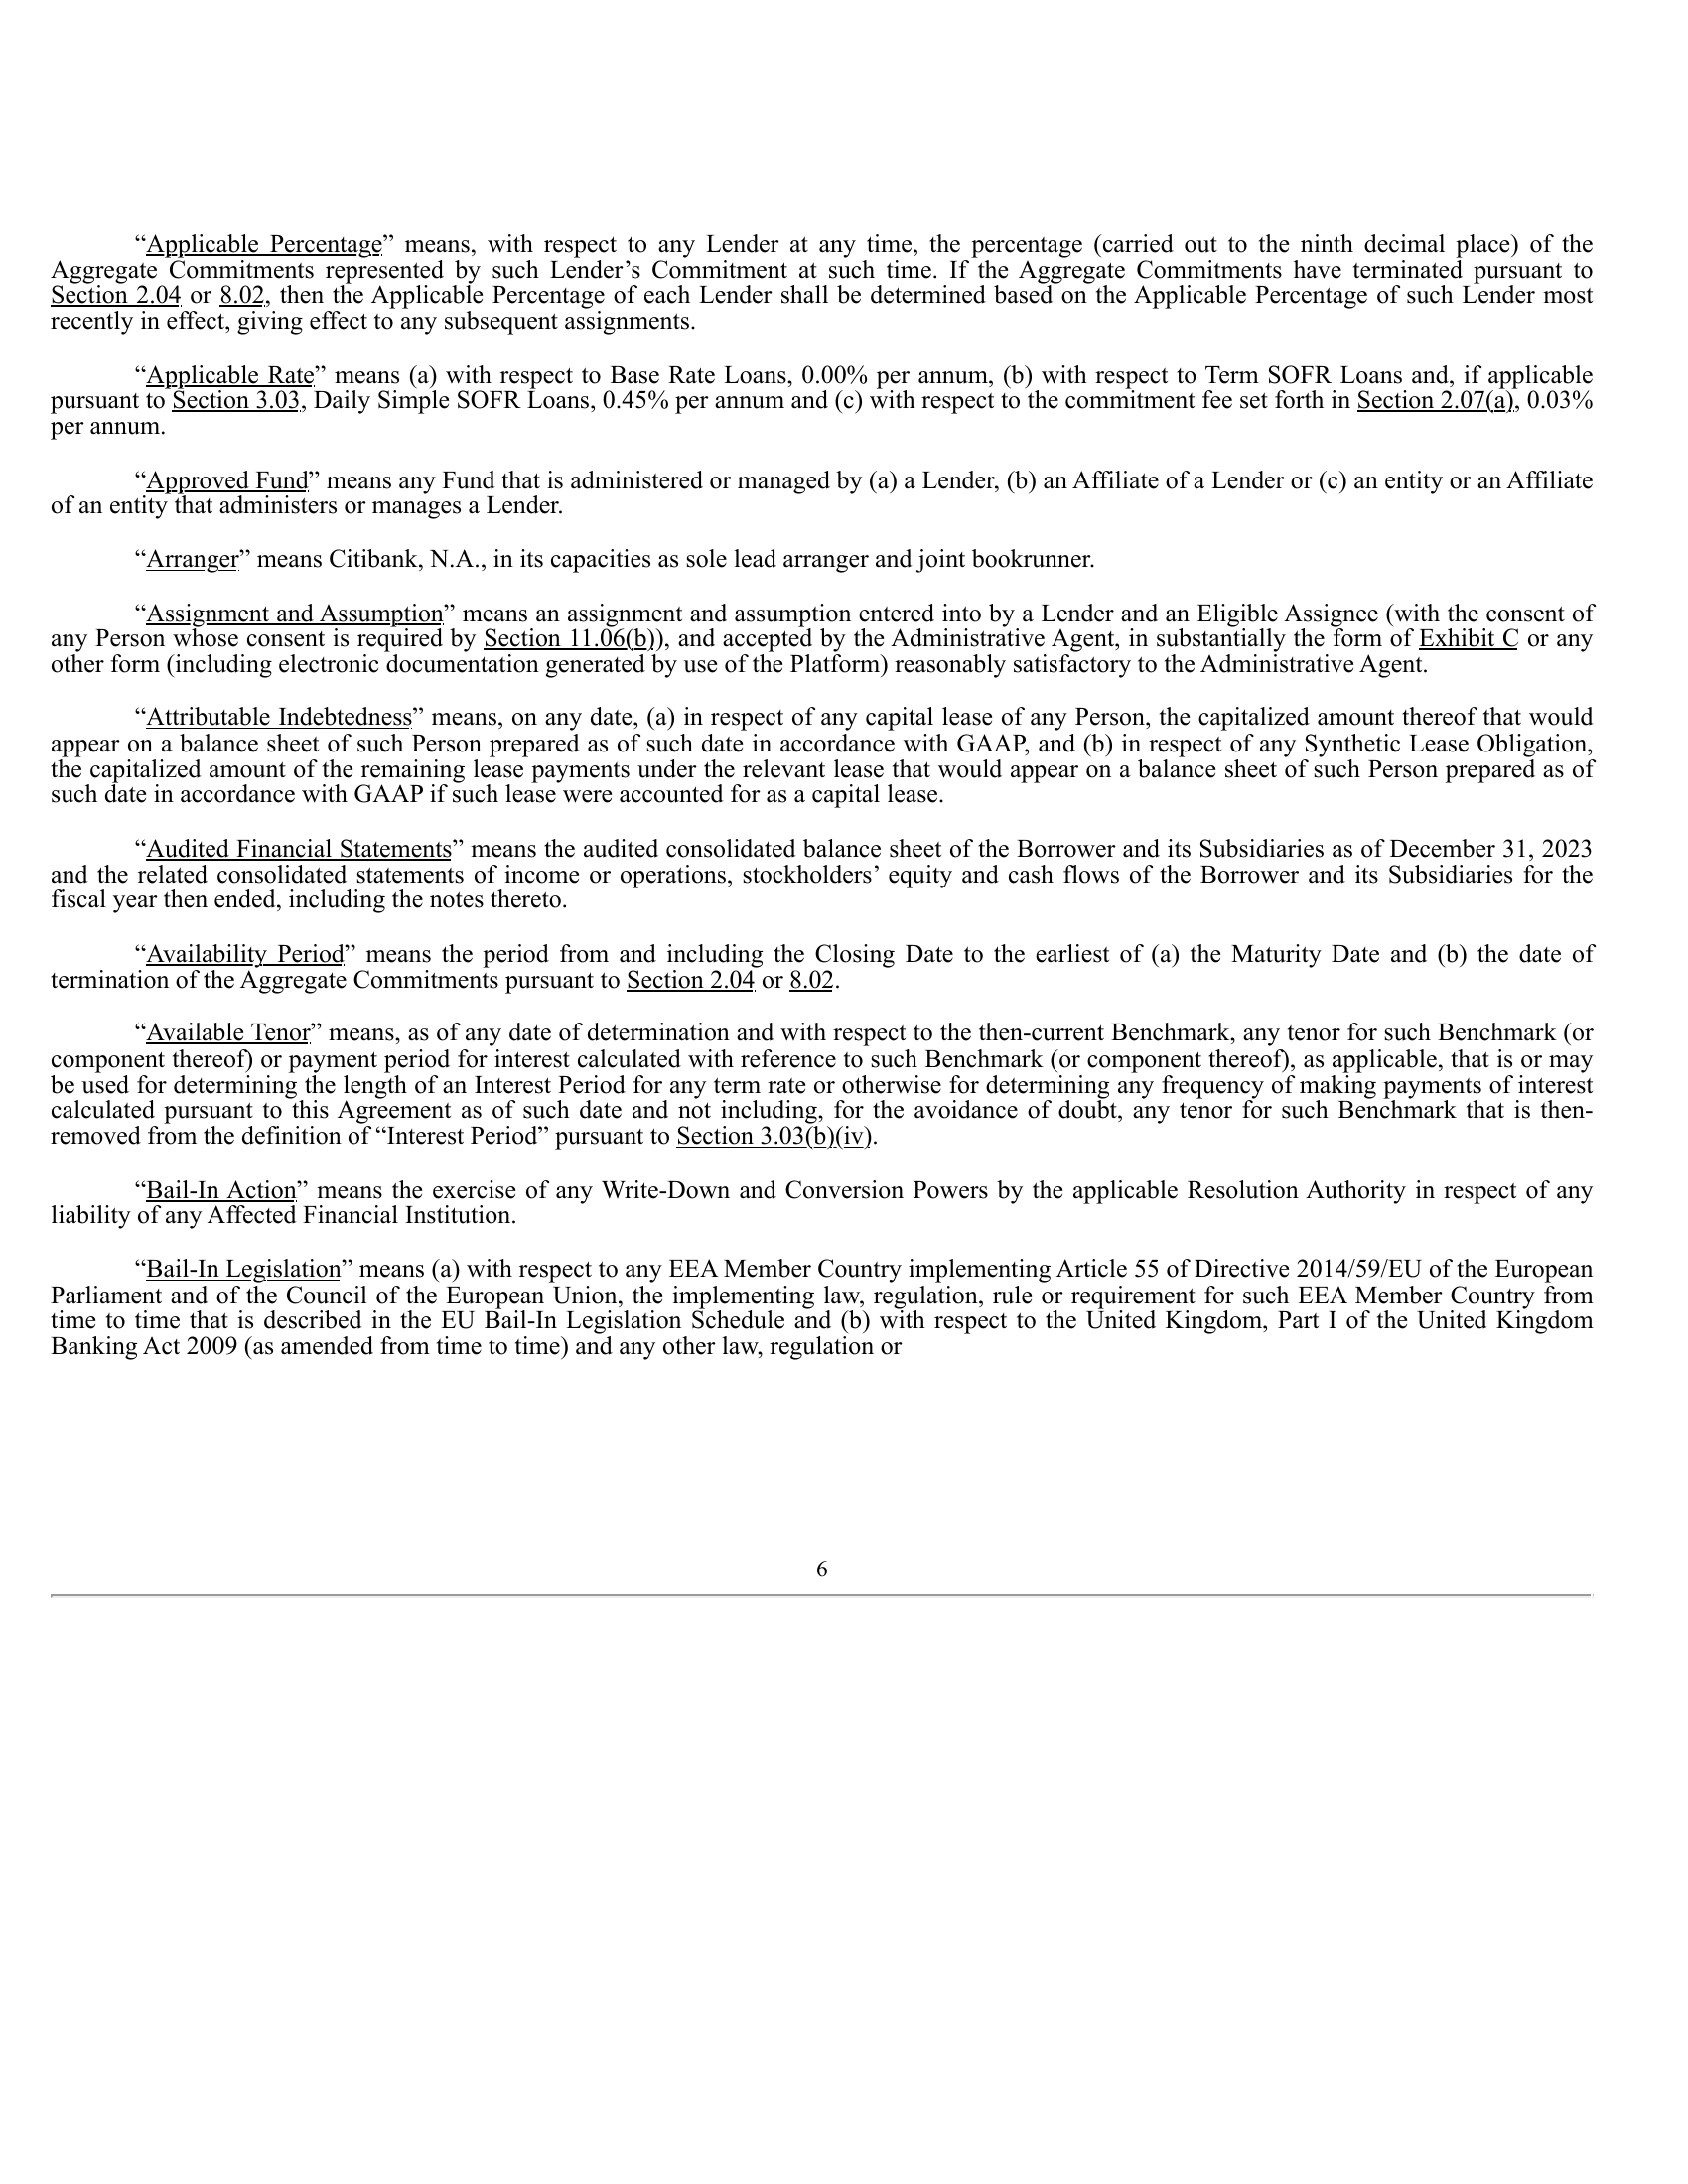 “Applicable Percentage” means, with respect to any Lender at any time, the percentage (carried out to the ninth decimal place) of the
Aggregate Commitments represented by such Lender’s Commitment at such time. If the Aggregate Commitments have terminated pursuant to
Section 2.04 or 8.02, then the Applicable Percentage of each Lender shall be determined based on the Applicable Percentage of such Lender most
recently in effect, giving effect to any subsequent assignments.
“Applicable Rate” means (a) with respect to Base Rate Loans, 0.00% per annum, (b) with respect to Term SOFR Loans and, if applicable
pursuant to Section 3.03, Daily Simple SOFR Loans, 0.45% per annum and (c) with respect to the commitment fee set forth in Section 2.07(a), 0.03%
per annum.
“Approved Fund” means any Fund that is administered or managed by (a) a Lender, (b) an Affiliate of a Lender or (c) an entity or an Affiliate
of an entity that administers or manages a Lender.
“Arranger” means Citibank, N.A., in its capacities as sole lead arranger and joint bookrunner.
“Assignment and Assumption” means an assignment and assumption entered into by a Lender and an Eligible Assignee (with the consent of
any Person whose consent is required by Section 11.06(b)), and accepted by the Administrative Agent, in substantially the form of Exhibit C or any
other form (including electronic documentation generated by use of the Platform) reasonably satisfactory to the Administrative Agent.
“Attributable Indebtedness” means, on any date, (a) in respect of any capital lease of any Person, the capitalized amount thereof that would
appear on a balance sheet of such Person prepared as of such date in accordance with GAAP, and (b) in respect of any Synthetic Lease Obligation,
the capitalized amount of the remaining lease payments under the relevant lease that would appear on a balance sheet of such Person prepared as of
such date in accordance with GAAP if such lease were accounted for as a capital lease.
“Audited Financial Statements” means the audited consolidated balance sheet of the Borrower and its Subsidiaries as of December 31, 2023
and the related consolidated statements of income or operations, stockholders’ equity and cash flows of the Borrower and its Subsidiaries for the
fiscal year then ended, including the notes thereto.
“Availability Period” means the period from and including the Closing Date to the earliest of (a) the Maturity Date and (b) the date of
termination of the Aggregate Commitments pursuant to Section 2.04 or 8.02.
“Available Tenor” means, as of any date of determination and with respect to the then-current Benchmark, any tenor for such Benchmark (or
component thereof) or payment period for interest calculated with reference to such Benchmark (or component thereof), as applicable, that is or may
be used for determining the length of an Interest Period for any term rate or otherwise for determining any frequency of making payments of interest
calculated pursuant to this Agreement as of such date and not including, for the avoidance of doubt, any tenor for such Benchmark that is then-
removed from the definition of “Interest Period” pursuant to Section 3.03(b)(iv).
“Bail-In Action” means the exercise of any Write-Down and Conversion Powers by the applicable Resolution Authority in respect of any
liability of any Affected Financial Institution.
“Bail-In Legislation” means (a) with respect to any EEA Member Country implementing Article 55 of Directive 2014/59/EU of the European
Parliament and of the Council of the European Union, the implementing law, regulation, rule or requirement for such EEA Member Country from
time to time that is described in the EU Bail-In Legislation Schedule and (b) with respect to the United Kingdom, Part I of the United Kingdom
Banking Act 2009 (as amended from time to time) and any other law, regulation or
6